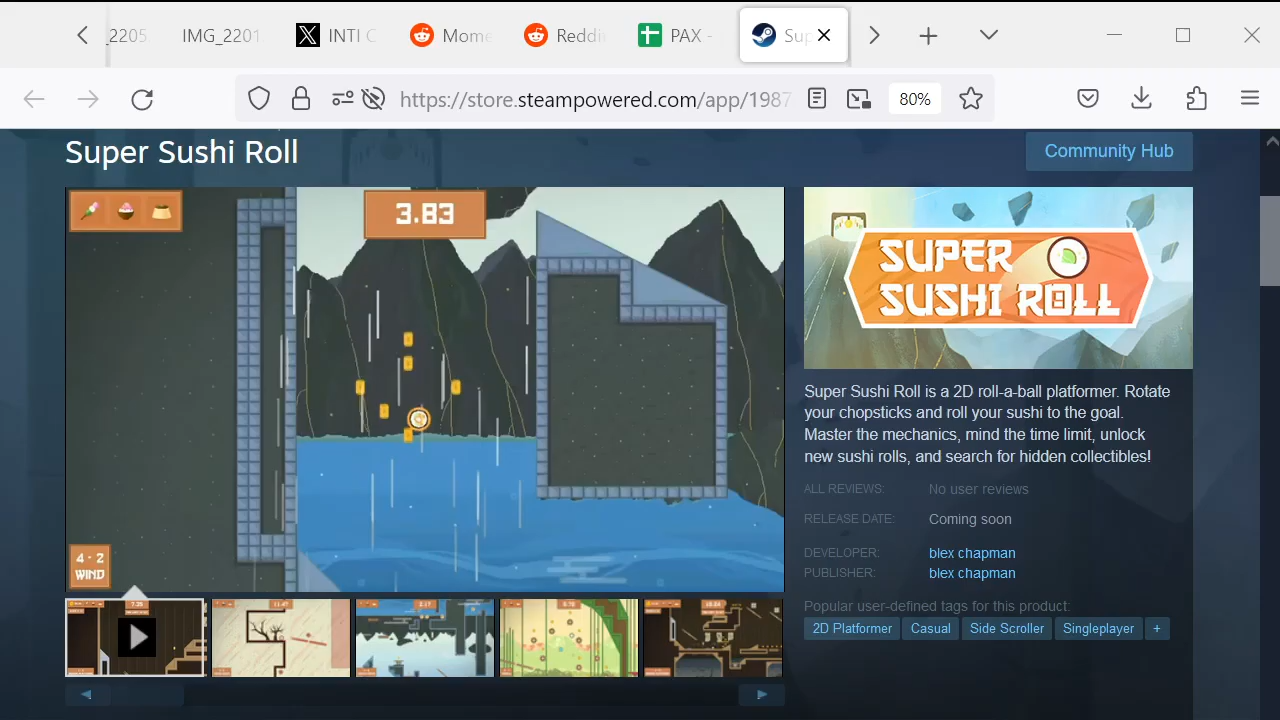 _2205
IMG_2201
INTI C
Mome
Reddi
PAX -
Sup
https://store.steampowered.com/app/1987
80%
Super Sushi Roll
Community Hub
3.83
4 - 2
WIND
SUPER
SUSHI ROLL
Super Sushi Roll is a 2D roll-a-ball platformer. Rotate
your chopsticks and roll your sushi to the goal.
Master the mechanics, mind the time limit, unlock
new sushi rolls, and search for hidden collectibles!
ALL REVIEWS: No user reviews
RELEASE DATE: Coming soon
DEVELOPER: blex chapman
PUBLISHER: blex chapman
Popular user-defined tags for this product:
2D Platformer Casual Side Scroller Singleplayer +